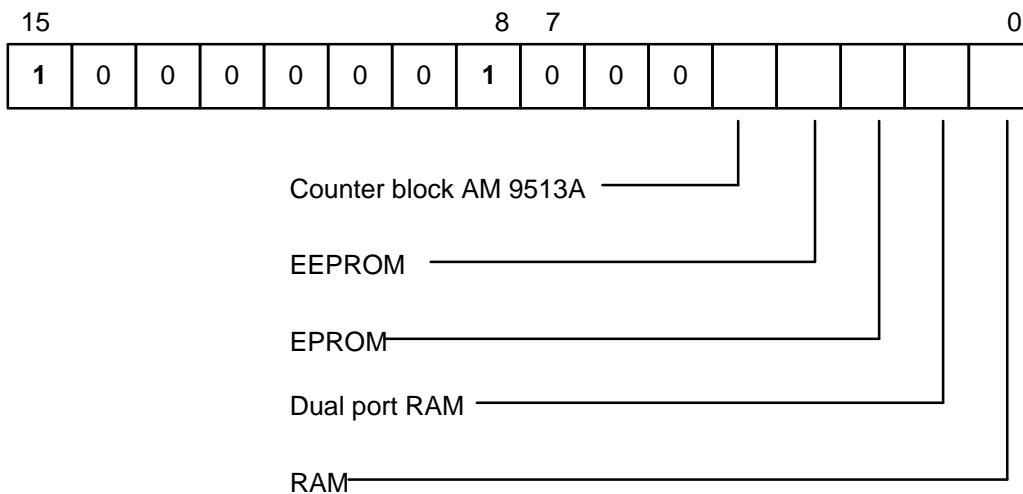 15 8 7 0
1 0 0 0 0 0 0 1 0 0 0
Counter block AM 9513A
EEPROM
EPROM
Dual port RAM
RAM